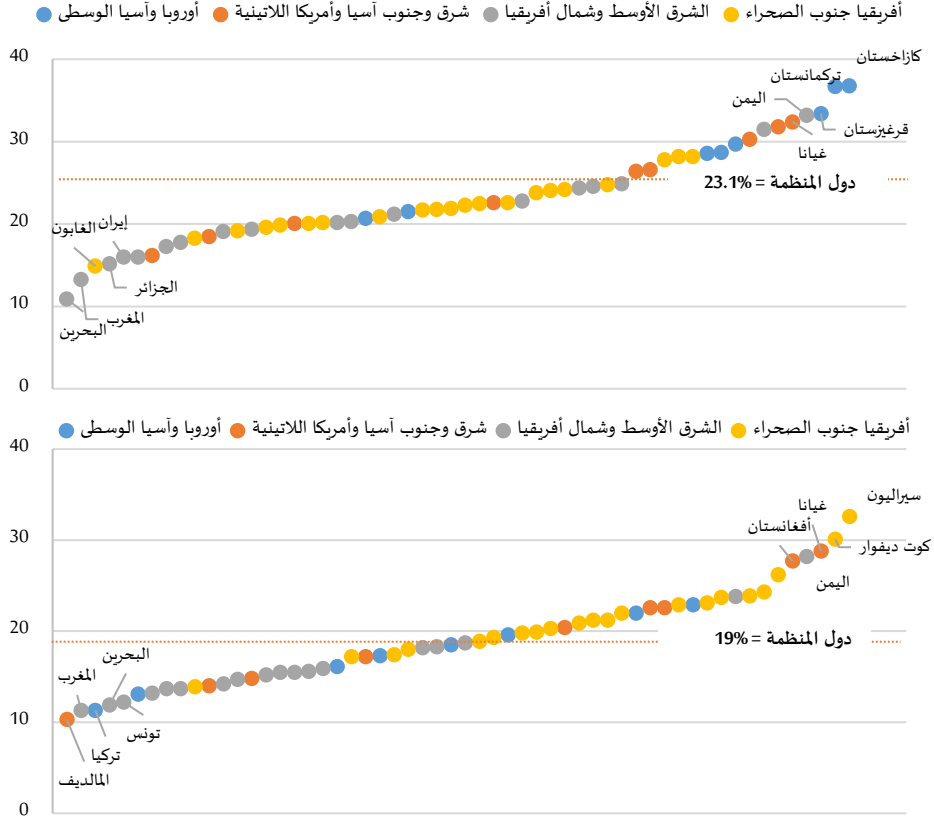 أفريقيا جنوب الصحراء الشرق الأوسط وشمال أفريقيا شرق وجنوب آسيا وأمريكا اللاتينية أوروبا وآسيا الوسطى
40
كازاخستان
تركمانستان
اليمن
قرغيزستان
30
غيانا
دول المنظمة = 23.1%
20
إيران
الغابون
الجزائر
10
المغرب
البحرين
0
أفريقيا جنوب الصحراء الشرق الأوسط وشمال أفريقيا شرق وجنوب آسيا وأمريكا اللاتينية أوروبا وآسيا الوسطى
40
سيراليون
غيانا
أفغانستان
30
كوت ديفوار
اليمن
20
دول المنظمة = 19%
البحرين
المغرب
10
تونس
تركيا
المالديف
0